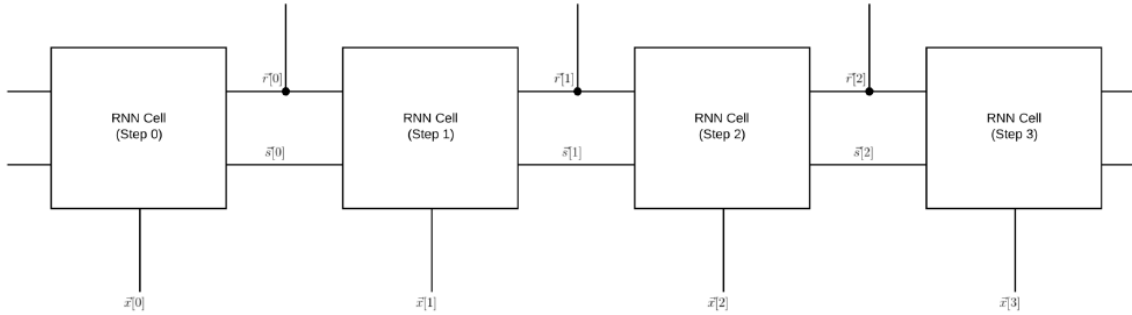 r⃗[0]
r⃗[1]
r⃗[2]
RNN Cell
(Step 0)
RNN Cell
(Step 1)
RNN Cell
(Step 2)
RNN Cell
(Step 3)
s⃗[0]
s⃗[1]
s⃗[2]
x⃗[0]
x⃗[1]
x⃗[2]
x⃗[3]